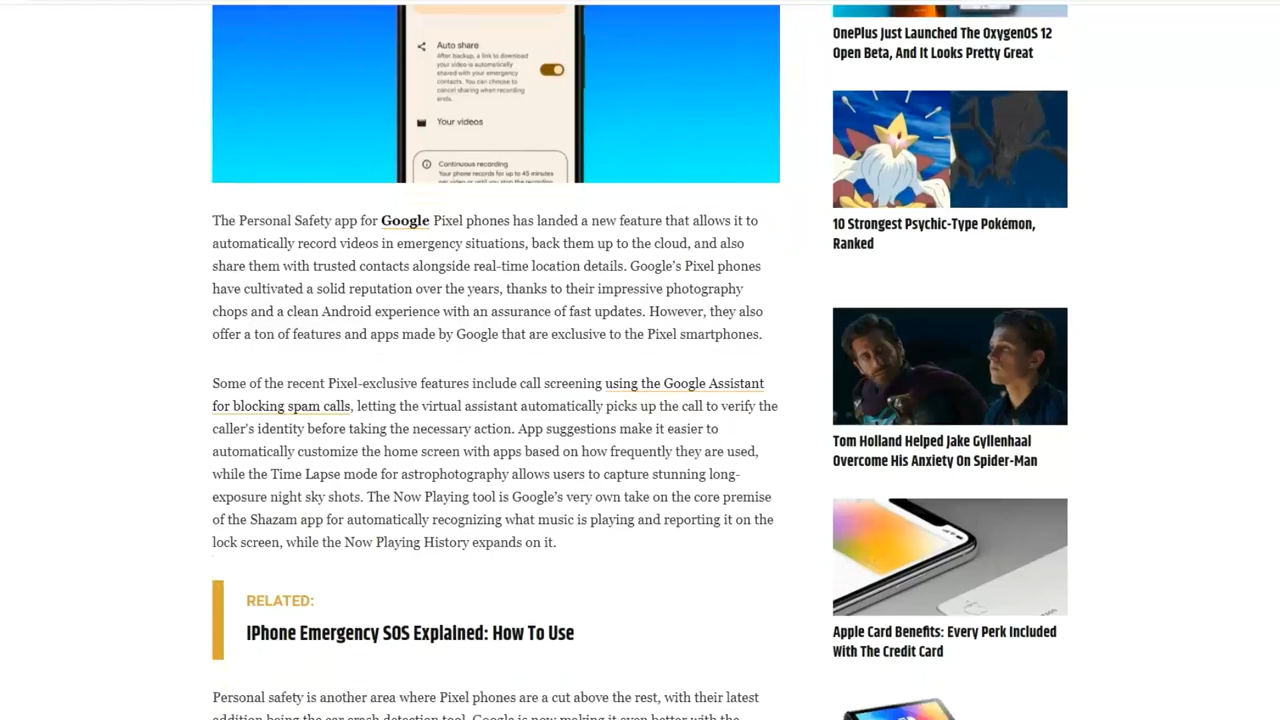 Auto share
After backup, a link to download
your video is automatically
shared with your emergency
contacts. You can choose to
cancel sharing when recording
ends.
Your videos
Continuous recording
Your phone records for up to 45 minutes
per video or until you stop the recording
The Personal Safety app for Google Pixel phones has landed a new feature that allows it to
automatically record videos in emergency situations, back them up to the cloud, and also
share them with trusted contacts alongside real-time location details. Google’s Pixel phones
have cultivated a solid reputation over the years, thanks to their impressive photography
chops and a clean Android experience with an assurance of fast updates. However, they also
offer a ton of features and apps made by Google that are exclusive to the Pixel smartphones.
Some of the recent Pixel-exclusive features include call screening using the Google Assistant
for blocking spam calls, letting the virtual assistant automatically picks up the call to verify the
caller's identity before taking the necessary action. App suggestions make it easier to
automatically customize the home screen with apps based on how frequently they are used,
while the Time Lapse mode for astrophotography allows users to capture stunning long-
exposure night sky shots. The Now Playing tool is Google’s very own take on the core premise
of the Shazam app for automatically recognizing what music is playing and reporting it on the
lock screen, while the Now Playing History expands on it.
RELATED:
IPhone Emergency SOS Explained: How To Use
Personal safety is another area where Pixel phones are a cut above the rest, with their latest
addition being the car crash detection tool. Google is now making it even better with the
OnePlus Just Launched The OxygenOS 12
Open Beta, And It Looks Pretty Great
10 Strongest Psychic-Type Pokémon,
Ranked
Tom Holland Helped Jake Gyllenhaal
Overcome His Anxiety On Spider-Man
Apple Card Benefits: Every Perk Included
With The Credit Card